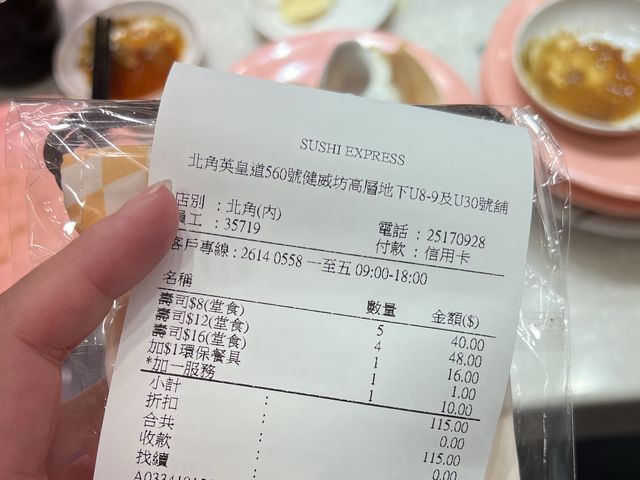 SUSHI EXPRESS
北角英皇道560號健威坊高層地下U8-9及U30號舖
店別 : 北角(內) 電話 : 25170928
員工 : 35719 付款 : 信用卡
客戶專線 : 2614 0558 一至五 09:00-18:00
名稱 數量 金額($)
壽司$8(堂食) 5 40.00
壽司$12(堂食) 4 48.00
壽司$16(堂食) 1 16.00
加$1環保餐具 1 1.00
*加一服務 1 10.00
小計 : 115.00
折扣 : 0.00
合共 : 115.00
收款 : 0.00
找續